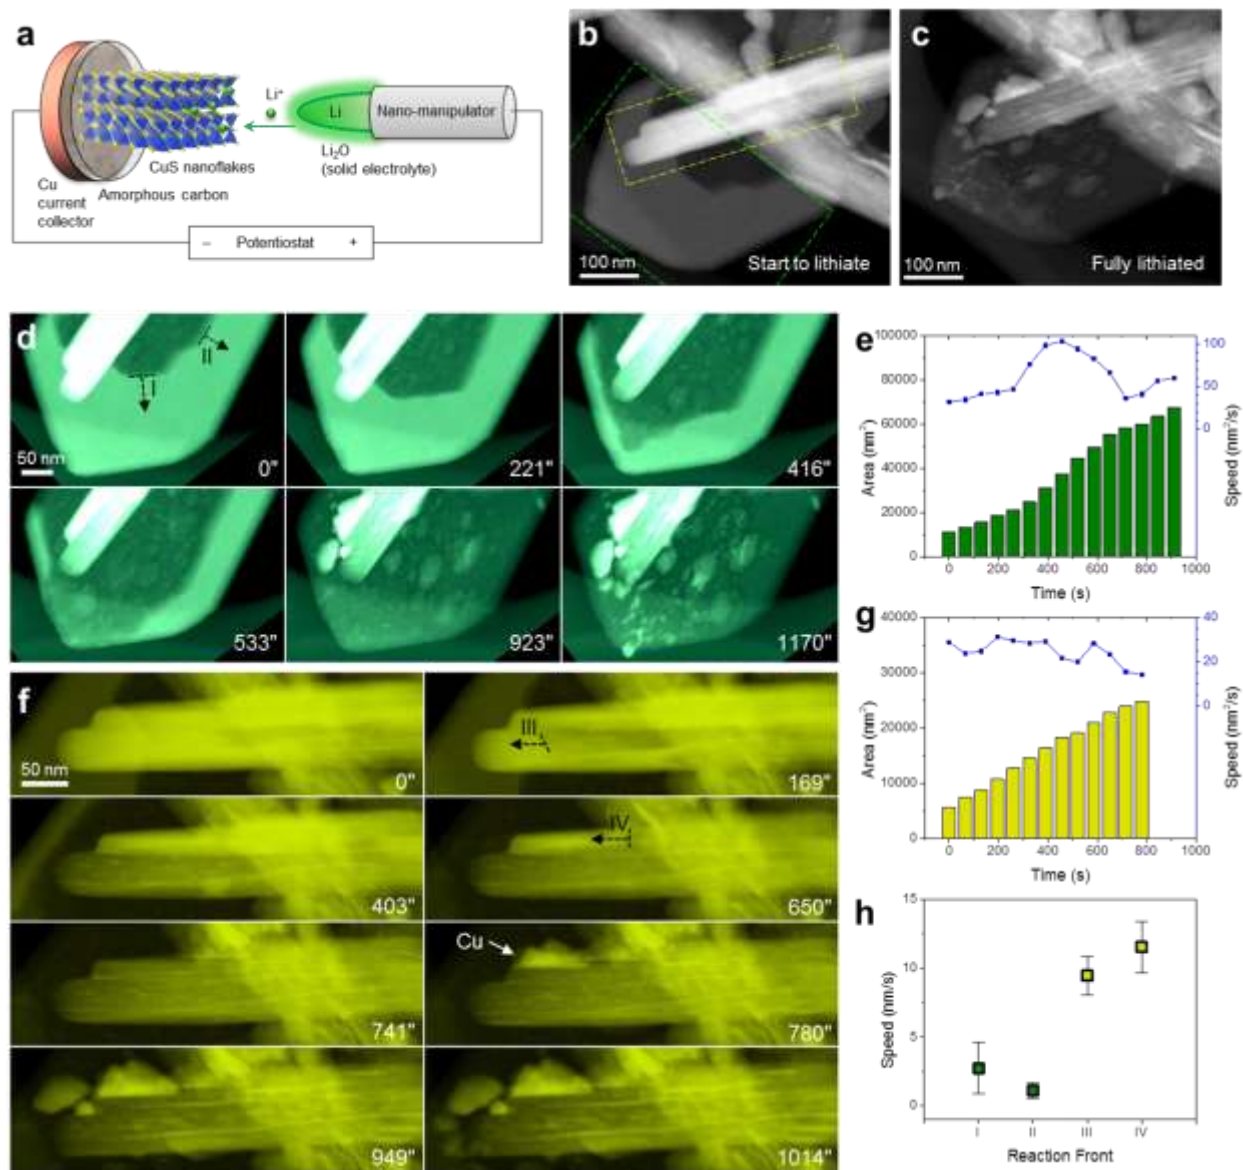 a
Li⁺
Li
Nano-manipulator
Li₂O
(solid electrolyte)
CuS nanoflakes
Amorphous carbon
Cu
current
collector
– Potentiostat +
b
100 nm
Start to lithiate
c
100 nm
Fully lithiated
d
I
II
50 nm
0"
221"
416"
533"
923"
1170"
e
100000
80000
60000
40000
20000
0
Area (nm²)
100
50
0
Speed (nm²/s)
0 200 400 600 800 1000
Time (s)
f
50 nm
0"
III
169"
403"
IV
650"
741"
Cu
780"
949"
1014"
g
40000
30000
20000
10000
0
Area (nm²)
40
20
0
Speed (nm²/s)
0 200 400 600 800 1000
Time (s)
h
15
10
5
0
Speed (nm/s)
I II III IV
Reaction Front